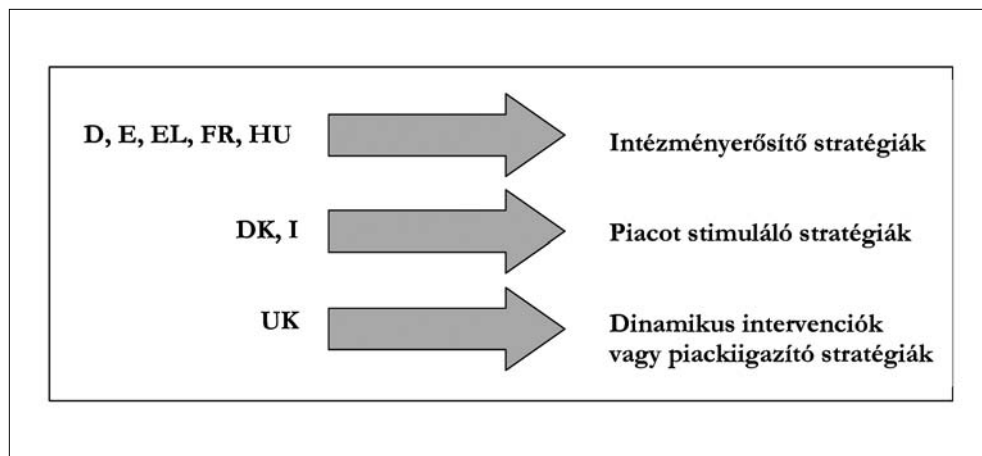 D, E, EL, FR, HU
Intézményerősítő stratégiák
DK, I
Piacot stimuláló stratégiák
UK
Dinamikus intervenciók
vagy piackiigazító stratégiák